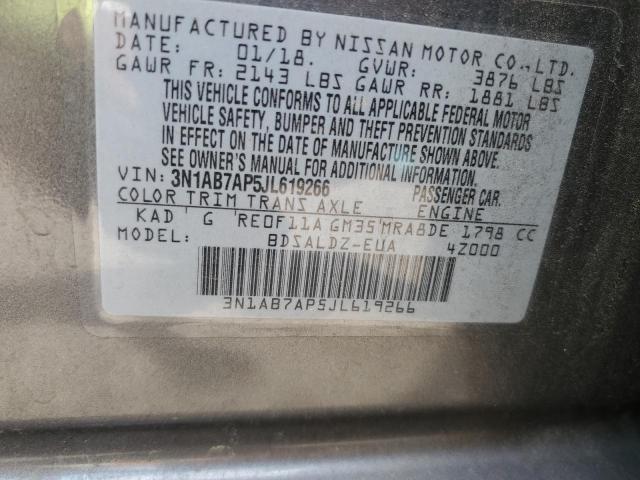 MANUFACTURED BY NISSAN MOTOR CO.,LTD.
DATE: 01/18. GVWR: 3876 LBS
GAWR FR: 2143 LBS GAWR RR: 1881 LBS
THIS VEHICLE CONFORMS TO ALL APPLICABLE FEDERAL MOTOR
VEHICLE SAFETY, BUMPER AND THEFT PREVENTION STANDARDS
IN EFFECT ON THE DATE OF MANUFACTURE SHOWN ABOVE.
SEE OWNER'S MANUAL FOR ADDITIONAL INFORMATION.
VIN: 3N1AB7AP5JL619266 PASSENGER CAR.
COLOR TRIM TRANS AXLE ENGINE
KAD G RE0F11A GM35 MRA8DE 1798 CC
MODEL: BDSALDZ-EUA 4Z000
3N1AB7AP5JL619266